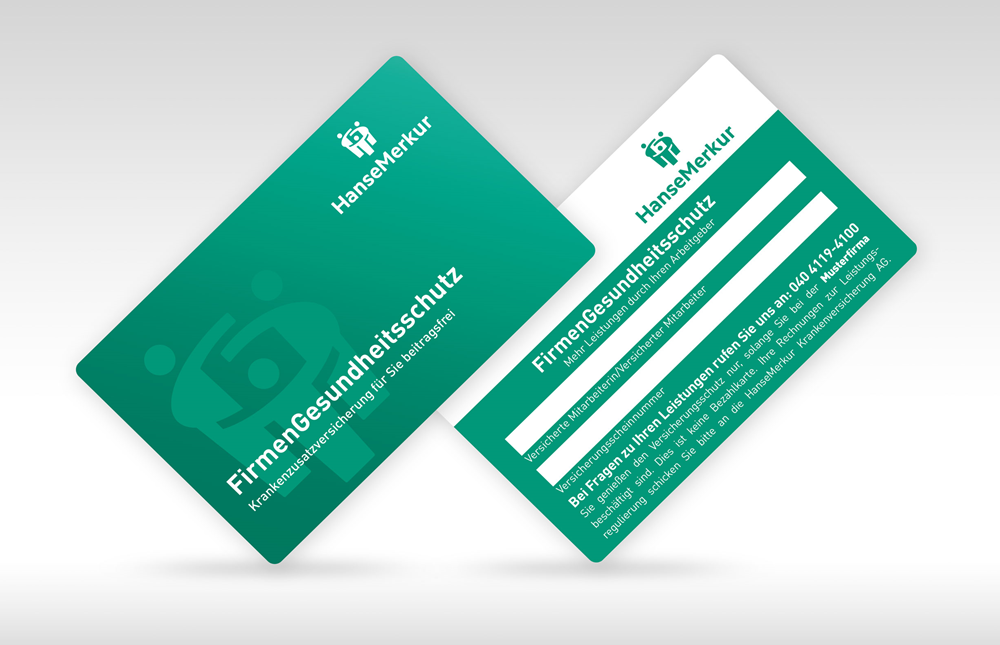 HanseMerkur
FirmenGesundheitsschutz
Krankenzusatzversicherung für Sie beitragsfrei
HanseMerkur
FirmenGesundheitsschutz
Mehr Leistungen durch Ihren Arbeitgeber
Versicherte Mitarbeiterin/Versicherter Mitarbeiter
Versicherungsscheinnummer
Bei Fragen zu Ihren Leistungen rufen Sie uns an: 040 4119-4100
Sie genießen den Versicherungsschutz nur, solange Sie bei der Musterfirma
beschäftigt sind. Dies ist keine Bezahlkarte. Ihre Rechnungen zur Leistungs-
regulierung schicken Sie bitte an die HanseMerkur Krankenversicherung AG.